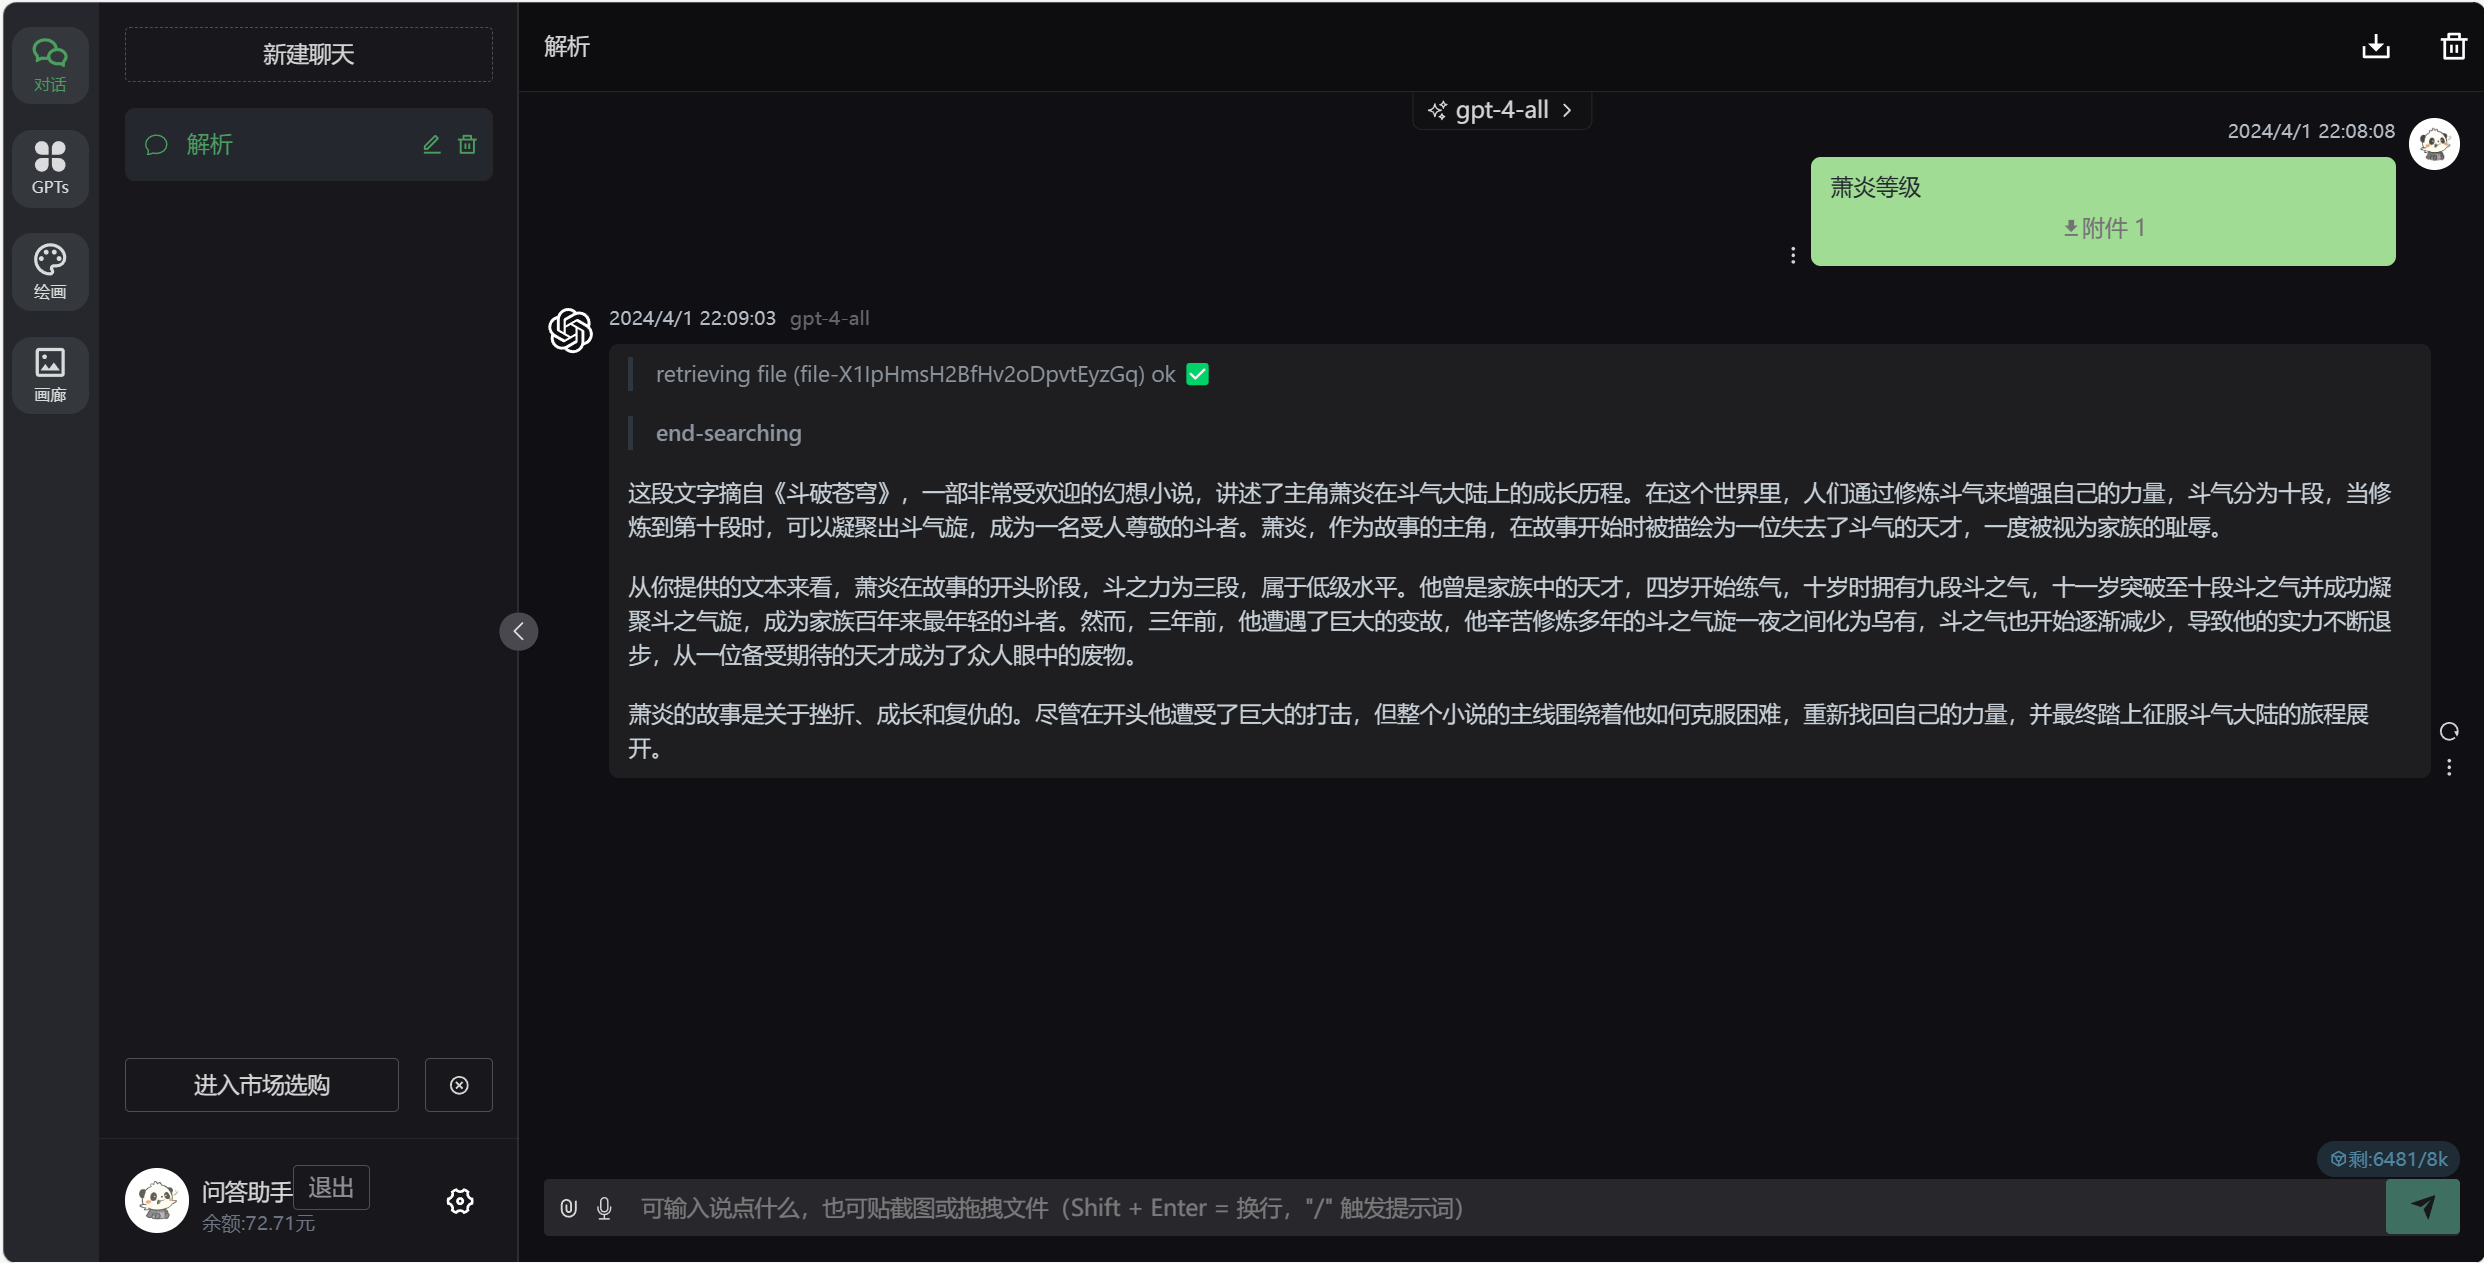 对话
GPTs
绘画
画廊
新建聊天
解析
进入市场选购
问答助手
退出
余额:72.71元
解析
gpt-4-all
2024/4/1 22:08:08
萧炎等级
附件 1
2024/4/1 22:09:03 gpt-4-all
retrieving file (file-X1IpHmsH2BfHv2oDpvtEyzGq) ok ✅
end-searching
这段文字摘自《斗破苍穹》，一部非常受欢迎的幻想小说，讲述了主角萧炎在斗气大陆上的成长历程。在这个世界里，人们通过修炼斗气来增强自己的力量，斗气分为十段，当修
炼到第十段时，可以凝聚出斗气旋，成为一名受人尊敬的斗者。萧炎，作为故事的主角，在故事开始时被描绘为一位失去了斗气的天才，一度被视为家族的耻辱。
从你提供的文本来看，萧炎在故事的开头阶段，斗之力为三段，属于低级水平。他曾是家族中的天才，四岁开始练气，十岁时拥有九段斗之气，十一岁突破至十段斗之气并成功凝
聚斗之气旋，成为家族百年来最年轻的斗者。然而，三年前，他遭遇了巨大的变故，他辛苦修炼多年的斗之气旋一夜之间化为乌有，斗之气也开始逐渐减少，导致他的实力不断退
步，从一位备受期待的天才成为了众人眼中的废物。
萧炎的故事是关于挫折、成长和复仇的。尽管在开头他遭受了巨大的打击，但整个小说的主线围绕着他如何克服困难，重新找回自己的力量，并最终踏上征服斗气大陆的旅程展
开。
剩:6481/8k
可输入说点什么，也可贴截图或拖拽文件（Shift + Enter = 换行，"/" 触发提示词）